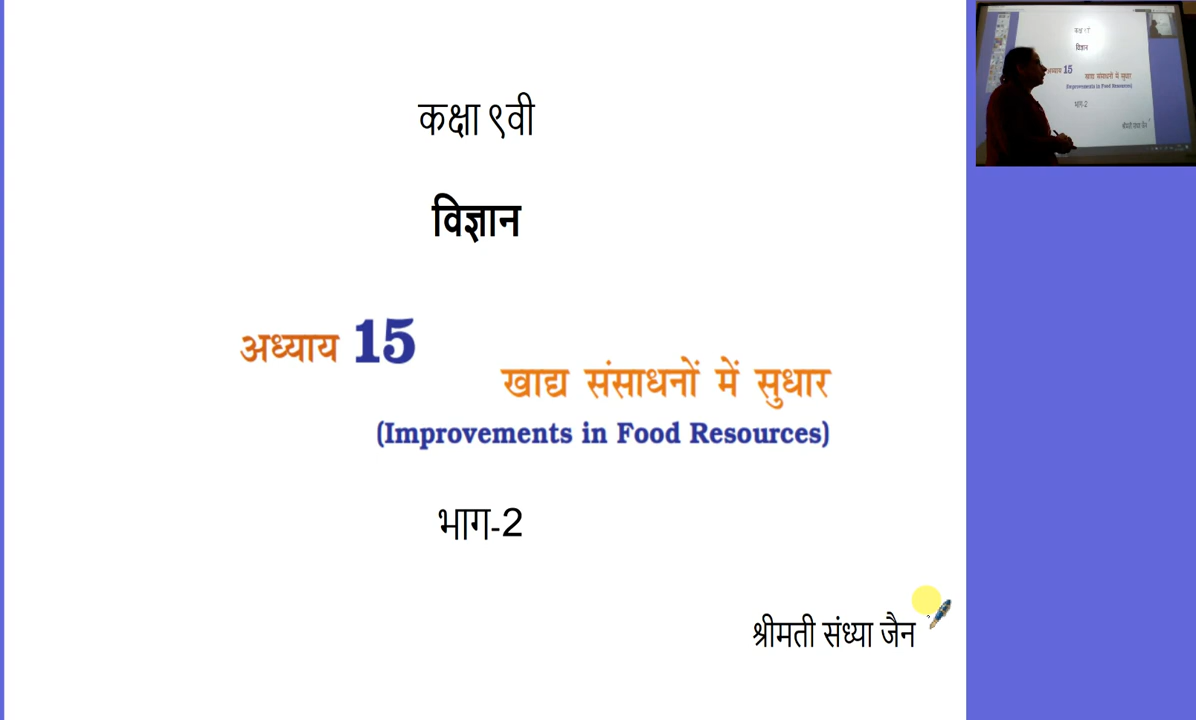 कक्षा ९वी
विज्ञान
अध्याय 15
खाद्य संसाधनों में सुधार
(Improvements in Food Resources)
भाग-2
श्रीमती संध्या जैन